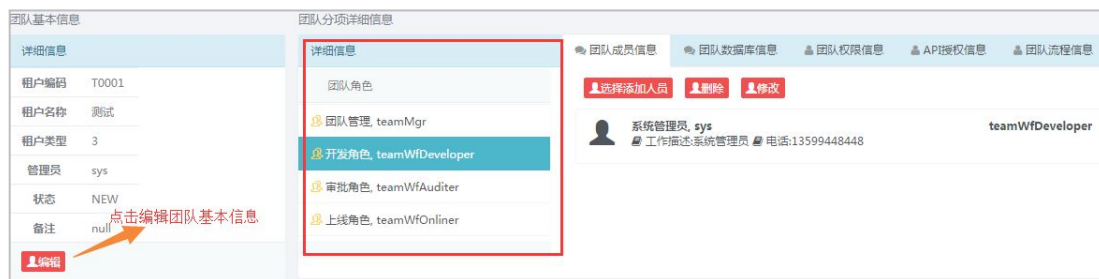 团队基本信息
详细信息
租户编码 T0001
租户名称 测试
租户类型 3
管理员 sys
状态 NEW
备注 null
点击编辑团队基本信息
编辑
团队分项详细信息
详细信息
团队角色
团队管理, teamMgr
开发角色, teamWfDeveloper
审批角色, teamWfAuditer
上线角色, teamWfOnliner
团队成员信息 团队数据库信息 团队权限信息 API授权信息 团队流程信息
选择添加人员 删除 修改
系统管理员, sys teamWfDeveloper
工作描述:系统管理员 电话:13599448448